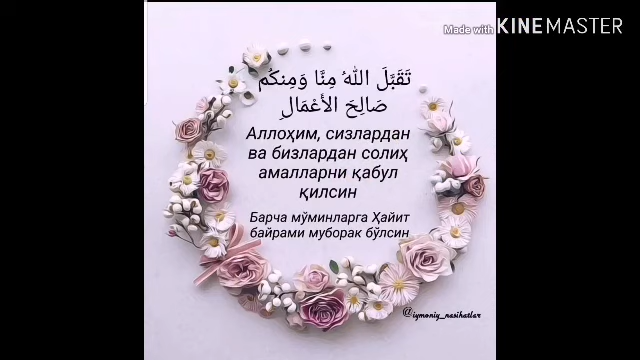 Made with KINEMASTER
تَقَبَّلَ اللهُ مِنَّا وَمِنكُم
صَالِحَ الأَعْمَالِ
Аллоҳим, сизлардан
ва бизлардан солиҳ
амалларни қабул
қилсин
Барча мўминларга Ҳайит
байрами муборак бўлсин
@iymoniy_nasihatlar